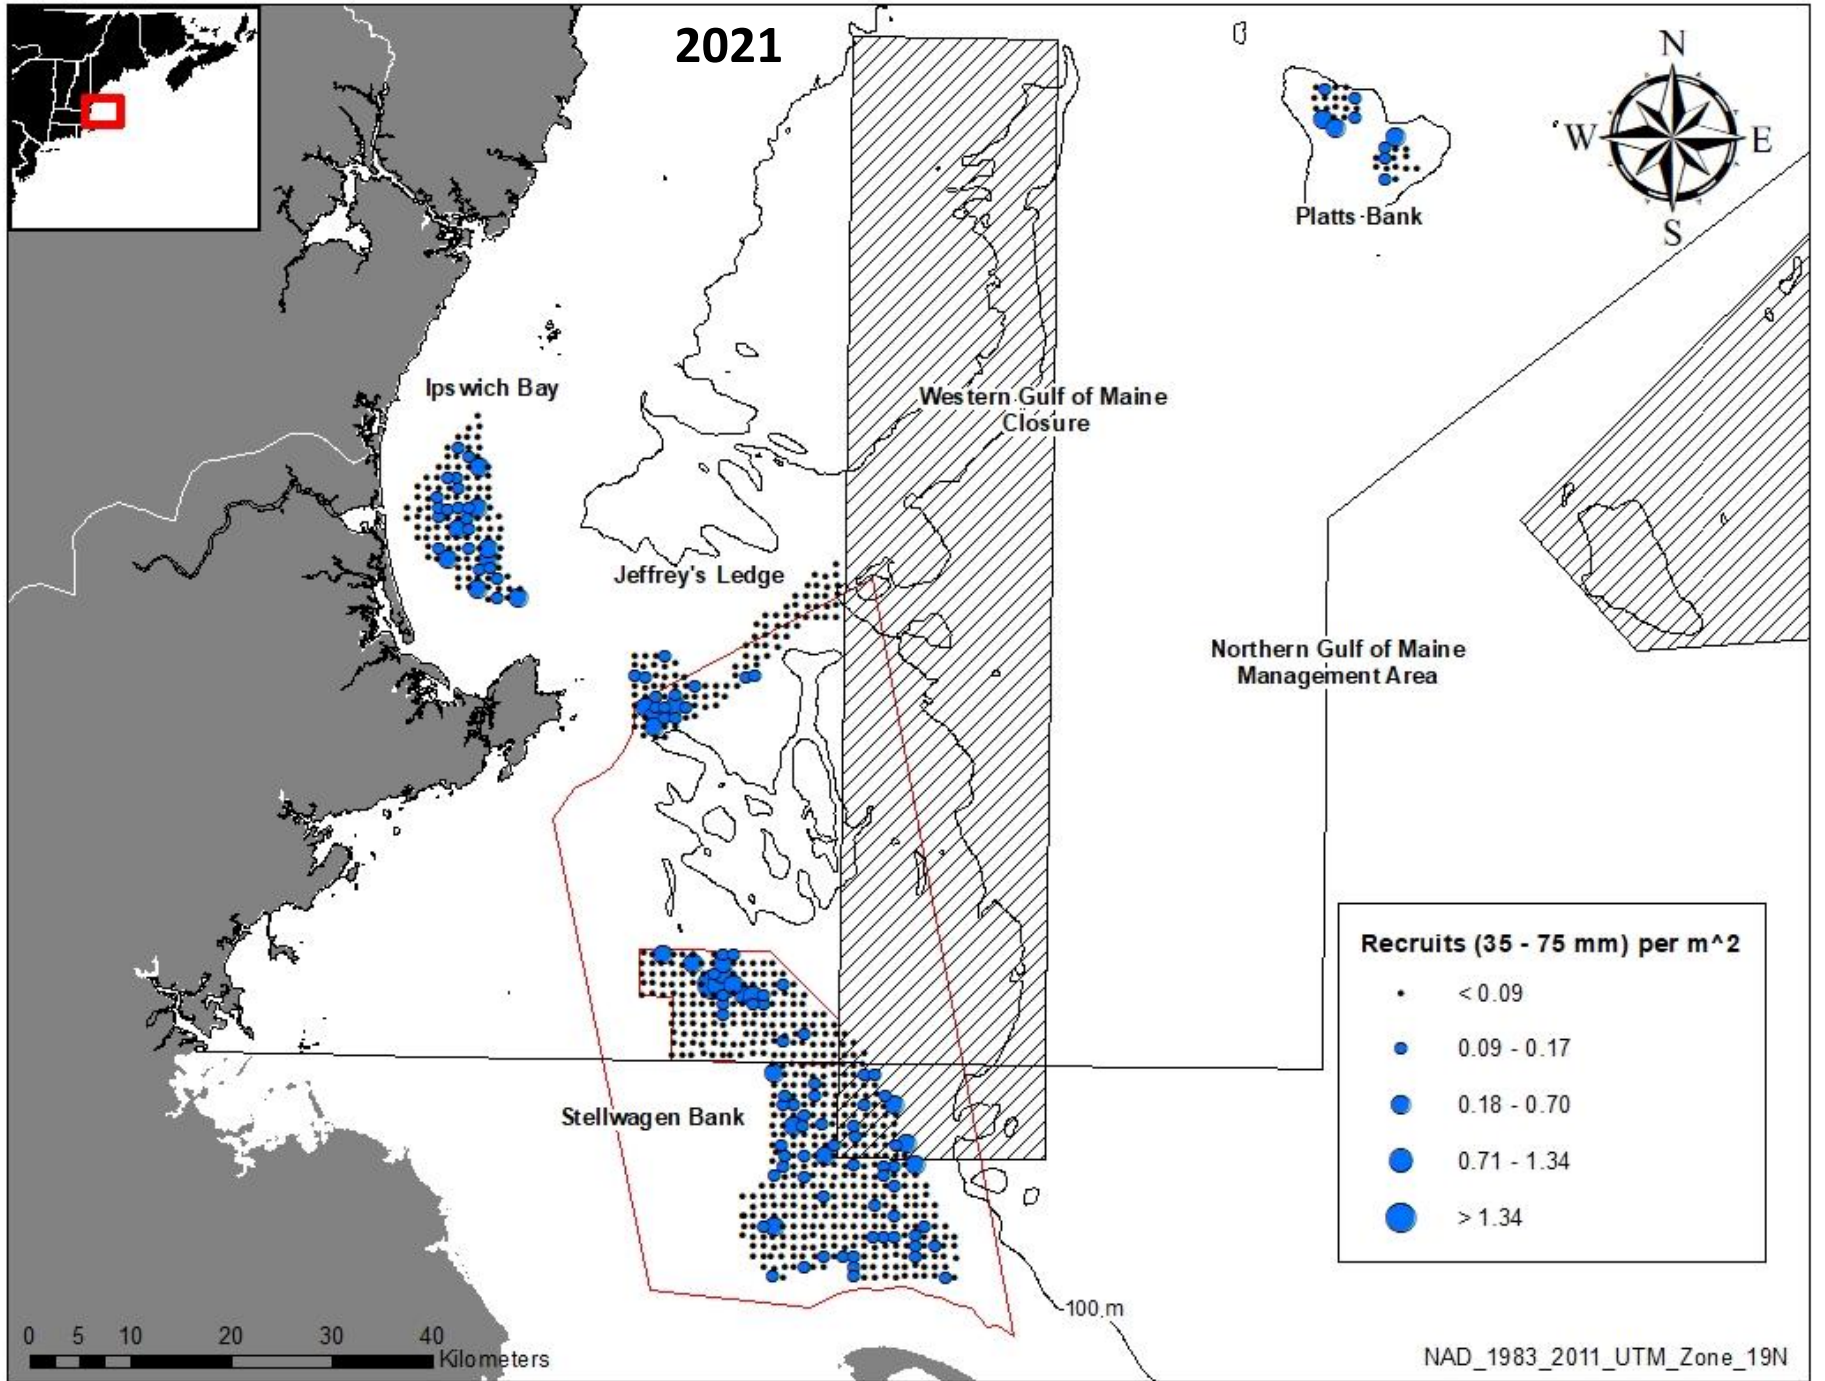 2021
N
W E
S
Platts Bank
Ipswich Bay
Western Gulf of Maine
Closure
Jeffrey's Ledge
Northern Gulf of Maine
Management Area
Recruits (35 - 75 mm) per m^2
< 0.09
0.09 - 0.17
0.18 - 0.70
0.71 - 1.34
> 1.34
Stellwagen Bank
100 m
0 5 10 20 30 40
Kilometers
NAD_1983_2011_UTM_Zone_19N